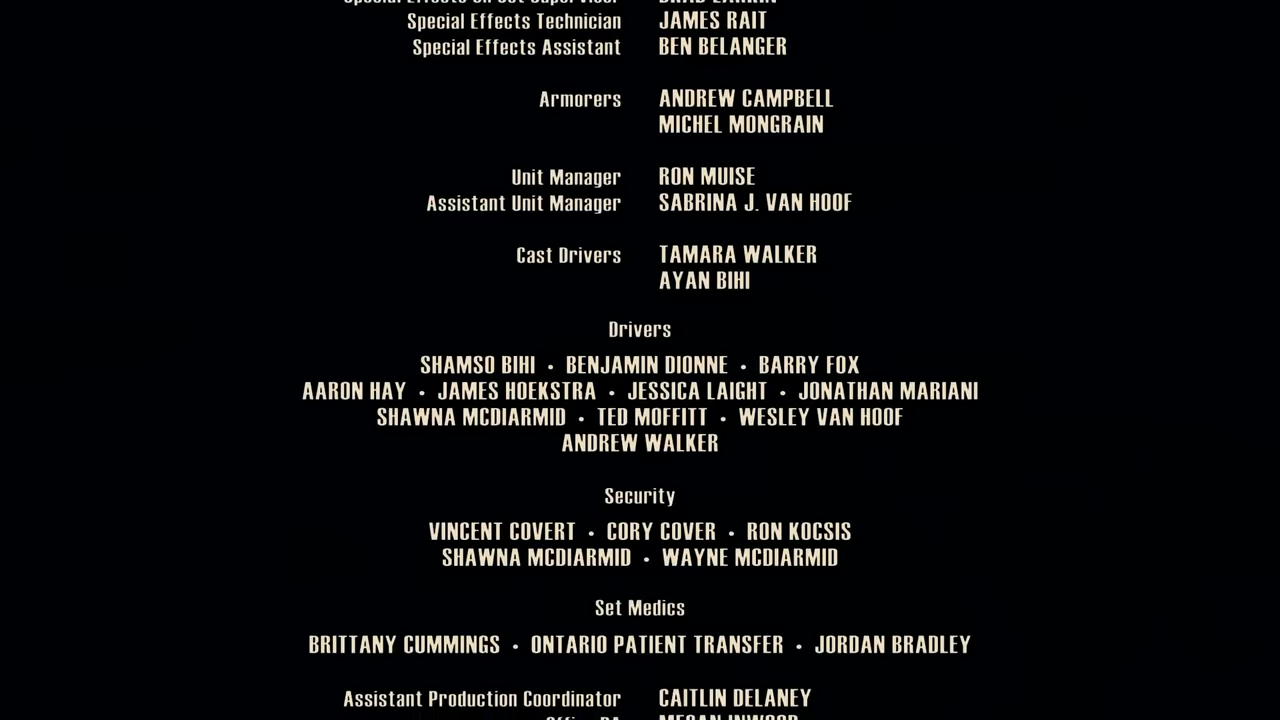 Special Effects Technician JAMES RAIT
Special Effects Assistant BEN BELANGER
Armorers ANDREW CAMPBELL
MICHEL MONGRAIN
Unit Manager RON MUISE
Assistant Unit Manager SABRINA J. VAN HOOF
Cast Drivers TAMARA WALKER
AYAN BIHI
Drivers
SHAMSO BIHI • BENJAMIN DIONNE • BARRY FOX
AARON HAY • JAMES HOEKSTRA • JESSICA LAIGHT • JONATHAN MARIANI
SHAWNA MCDIARMID • TED MOFFITT • WESLEY VAN HOOF
ANDREW WALKER
Security
VINCENT COVERT • CORY COVER • RON KOCSIS
SHAWNA MCDIARMID • WAYNE MCDIARMID
Set Medics
BRITTANY CUMMINGS • ONTARIO PATIENT TRANSFER • JORDAN BRADLEY
Assistant Production Coordinator CAITLIN DELANEY